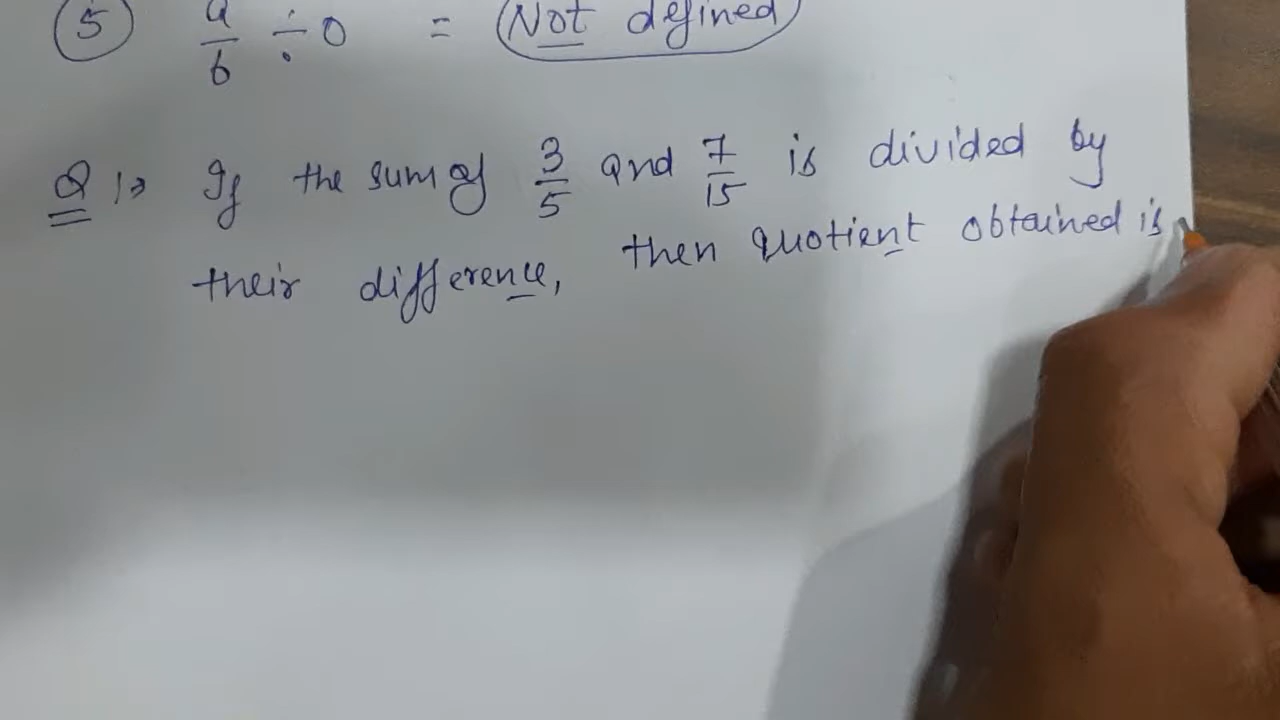 5 a/b ÷ 0 = Not defined
Q 1⇒ If the sum of 3/5 and 7/15 is divided by
their difference, then quotient obtained is